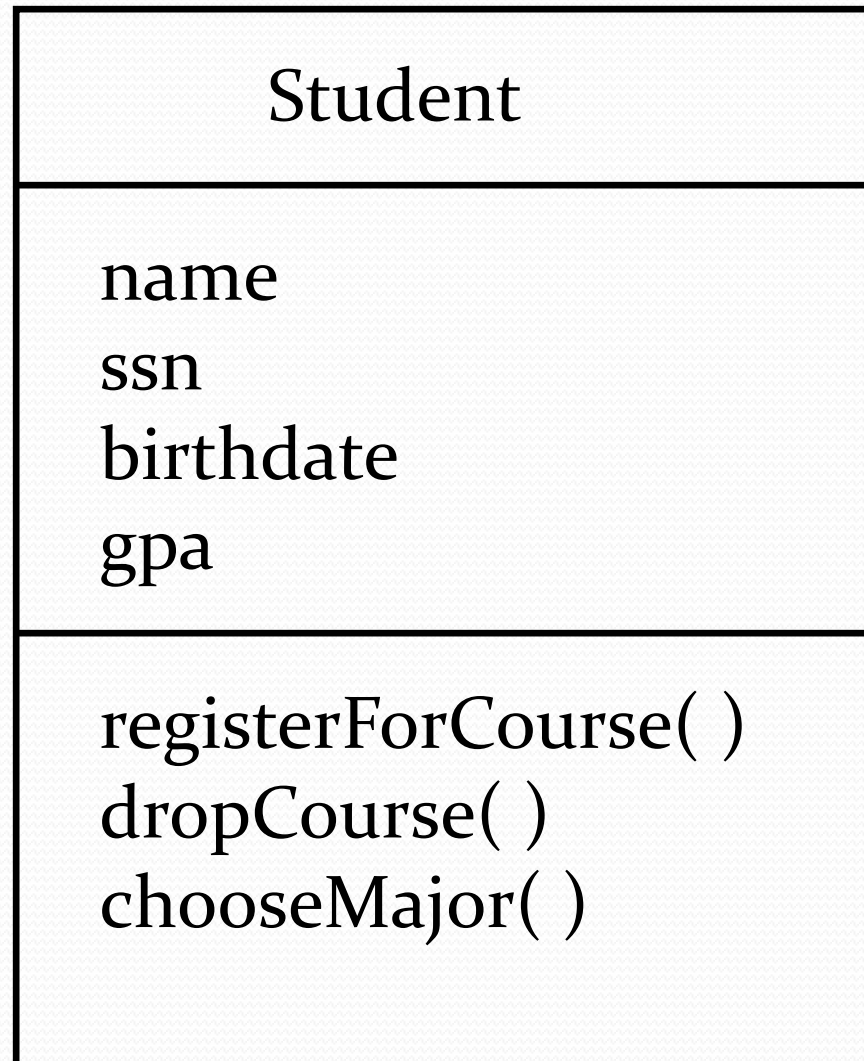 Student
name
ssn
birthdate
gpa
registerForCourse( )
dropCourse( )
chooseMajor( )